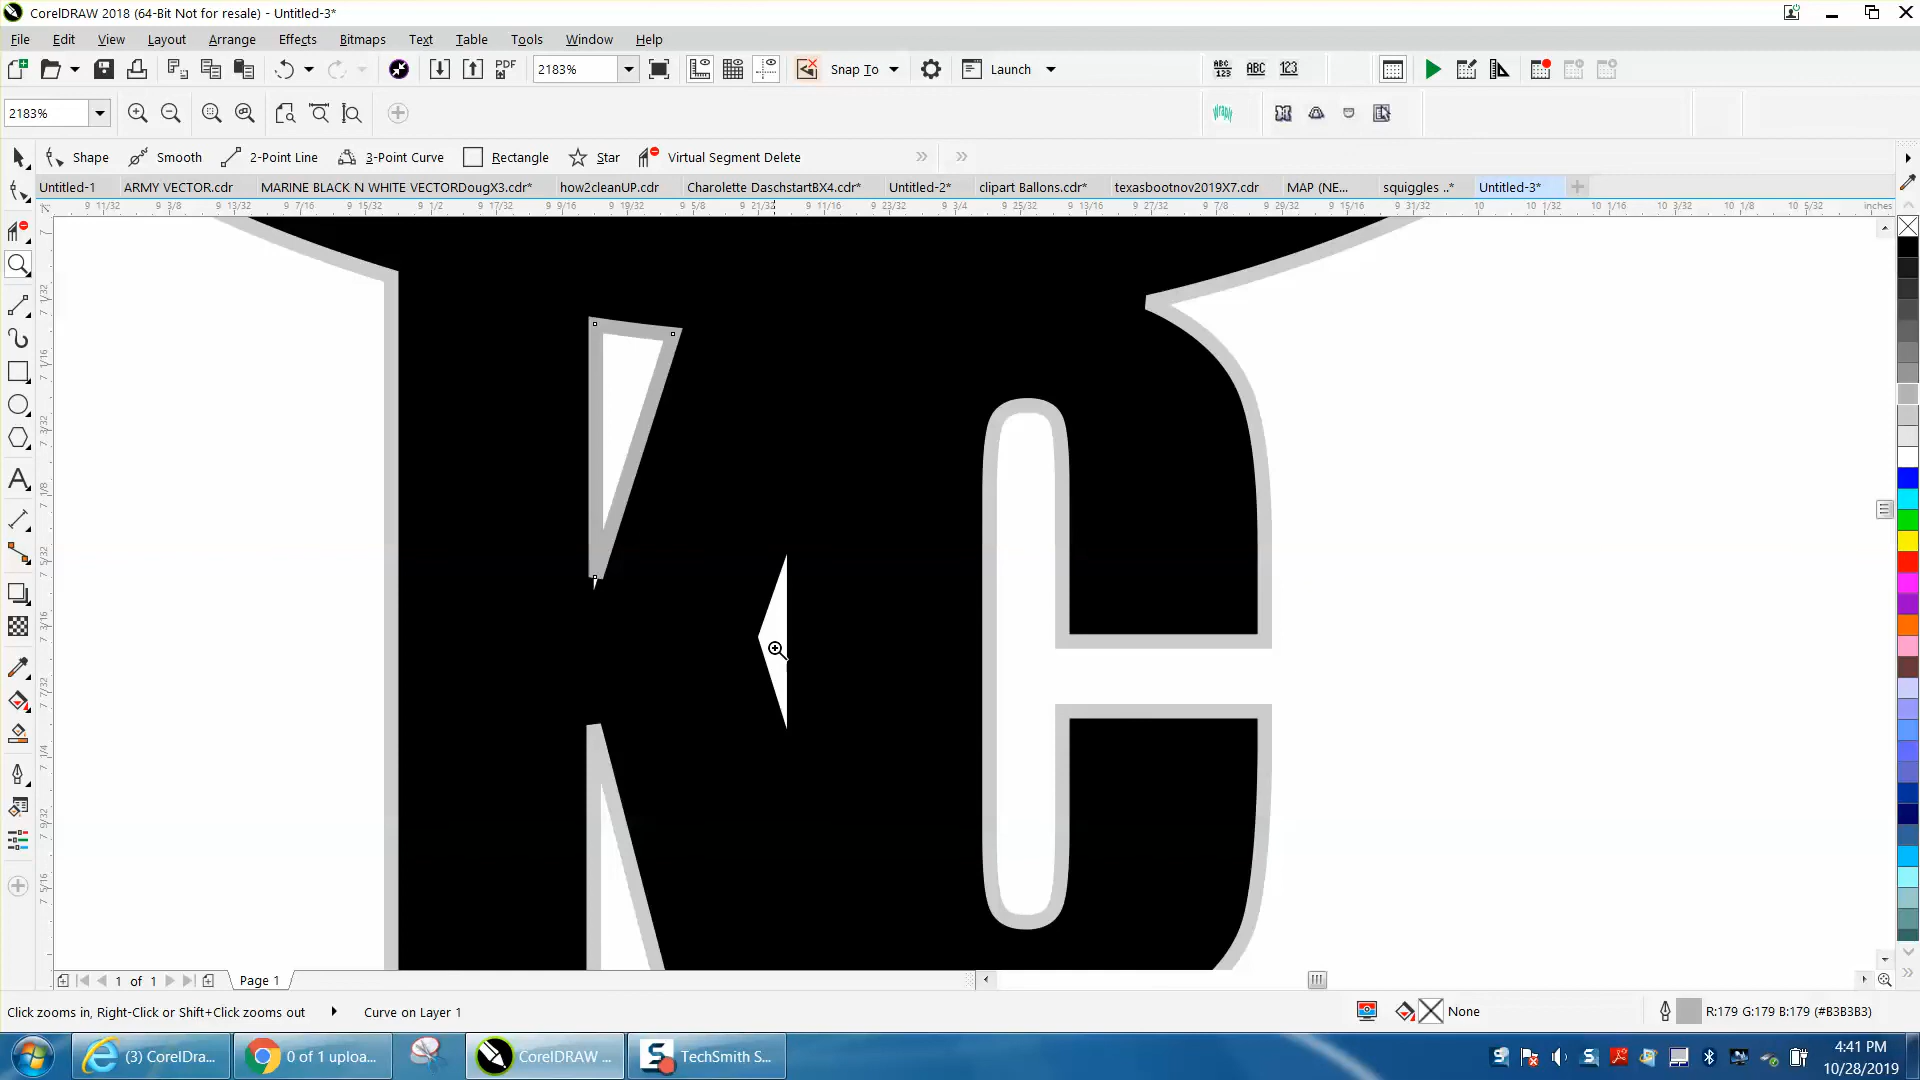 CorelDRAW 2018 (64-Bit Not for resale) - Untitled-3*
File Edit View Layout Arrange Effects Bitmaps Text Table Tools Window Help
PDF 2183% Snap To Launch ABC 123 ABC 123
2183%
Shape Smooth 2-Point Line 3-Point Curve Rectangle Star Virtual Segment Delete
Untitled-1 ARMY VECTOR.cdr MARINE BLACK N WHITE VECTORDougX3.cdr* how2cleanUP.cdr Charolette DaschstartBX4.cdr* Untitled-2* clipart Ballons.cdr* texasbootnov2019X7.cdr MAP (NE... squiggles ..* Untitled-3*
9 11/32 9 3/8 9 13/32 9 7/16 9 15/32 9 1/2 9 17/32 9 9/16 9 19/32 9 5/8 9 21/32 9 11/16 9 23/32 9 3/4 9 25/32 9 13/16 9 27/32 9 7/8 9 29/32 9 15/16 9 31/32 10 10 1/32 10 1/16 10 3/32 10 1/8 10 5/32 inches
KC
1 of 1 Page 1
Click zooms in, Right-Click or Shift+Click zooms out Curve on Layer 1 None R:179 G:179 B:179 (#B3B3B3)
(3) CorelDra... 0 of 1 uploa... CorelDRAW ... TechSmith S...
4:41 PM
10/28/2019